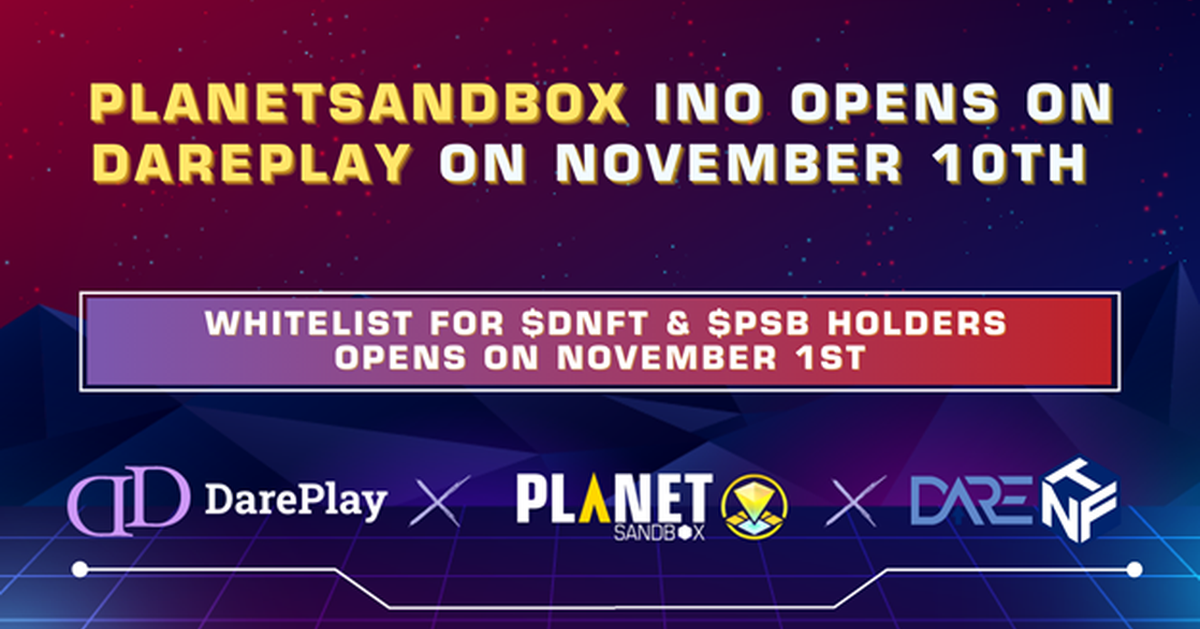 PLANETSANDBOX INO OPENS ON
DAREPLAY ON NOVEMBER 10TH
WHITELIST FOR $DNFT & $PSB HOLDERS
OPENS ON NOVEMBER 1ST
DD DarePlay X PLANET SANDBOX X DARE NFT